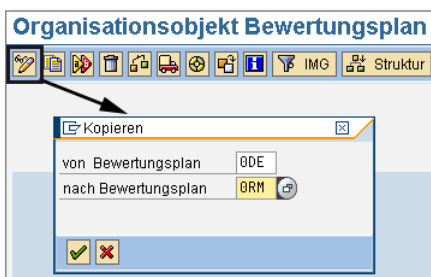 Organisationsobjekt Bewertungsplan
IMG Struktur
Kopieren
von Bewertungsplan 0DE
nach Bewertungsplan 0RM